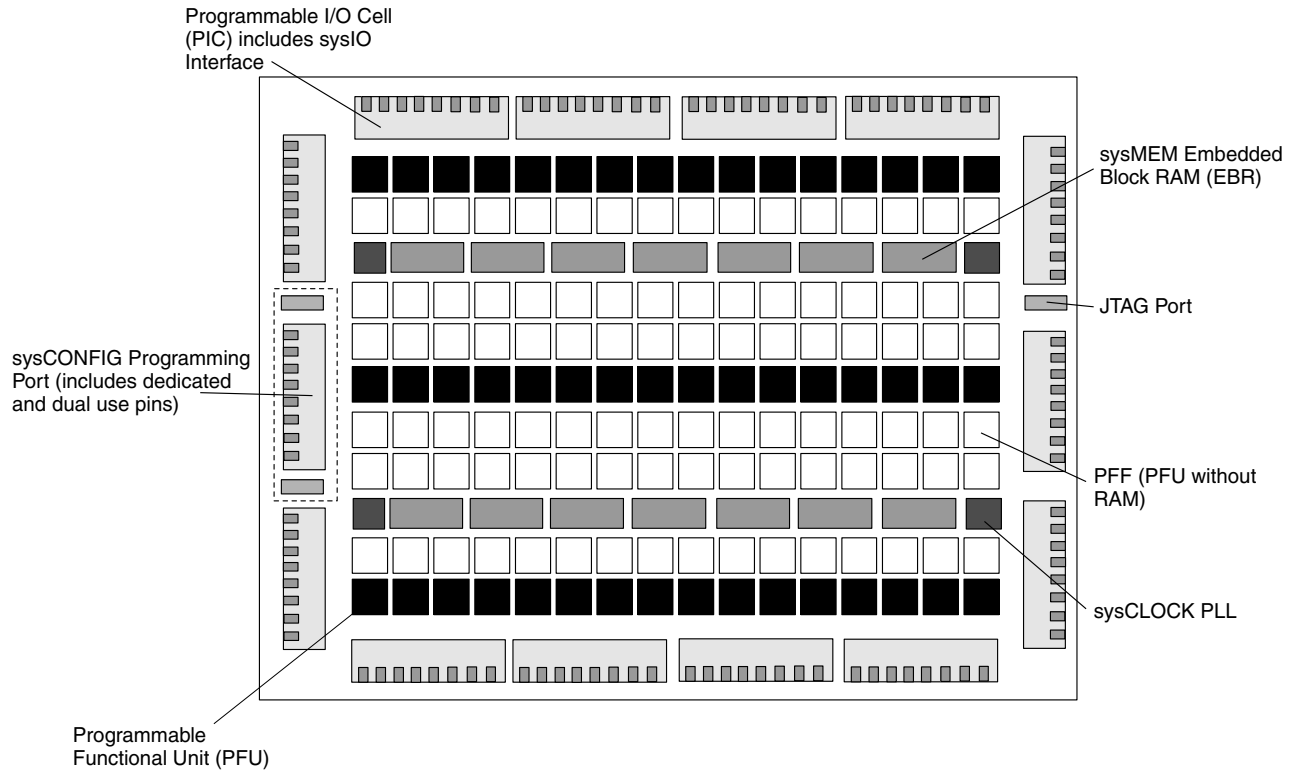 Programmable I/O Cell
(PIC) includes sysIO
Interface
sysMEM Embedded
Block RAM (EBR)
JTAG Port
sysCONFIG Programming
Port (includes dedicated
and dual use pins)
PFF (PFU without
RAM)
sysCLOCK PLL
Programmable
Functional Unit (PFU)